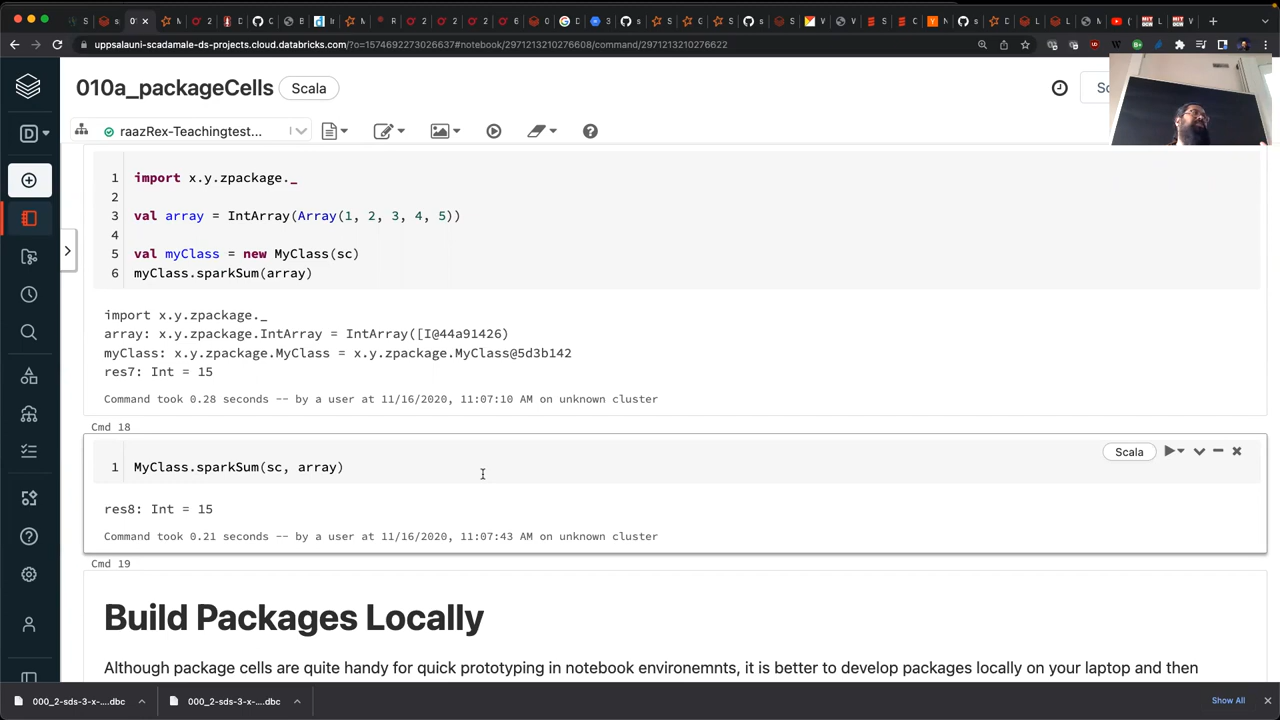 uppsalauni-scadamale-ds-projects.cloud.databricks.com/?o=1574692273026637#notebook/2971213210276608/command/2971213210276622
010a_packageCells Scala
D raazRex-Teachingtest...
1 import x.y.zpackage._
2
3 val array = IntArray(Array(1, 2, 3, 4, 5))
4
5 val myClass = new MyClass(sc)
6 myClass.sparkSum(array)
import x.y.zpackage._
array: x.y.zpackage.IntArray = IntArray([I@44a91426)
myClass: x.y.zpackage.MyClass = x.y.zpackage.MyClass@5d3b142
res7: Int = 15
Command took 0.28 seconds -- by a user at 11/16/2020, 11:07:10 AM on unknown cluster
Cmd 18
Scala
1 MyClass.sparkSum(sc, array)
res8: Int = 15
Command took 0.21 seconds -- by a user at 11/16/2020, 11:07:43 AM on unknown cluster
Cmd 19
Build Packages Locally
Although package cells are quite handy for quick prototyping in notebook environemnts, it is better to develop packages locally on your laptop and then
000_2-sds-3-x-....dbc 000_2-sds-3-x-....dbc Show All